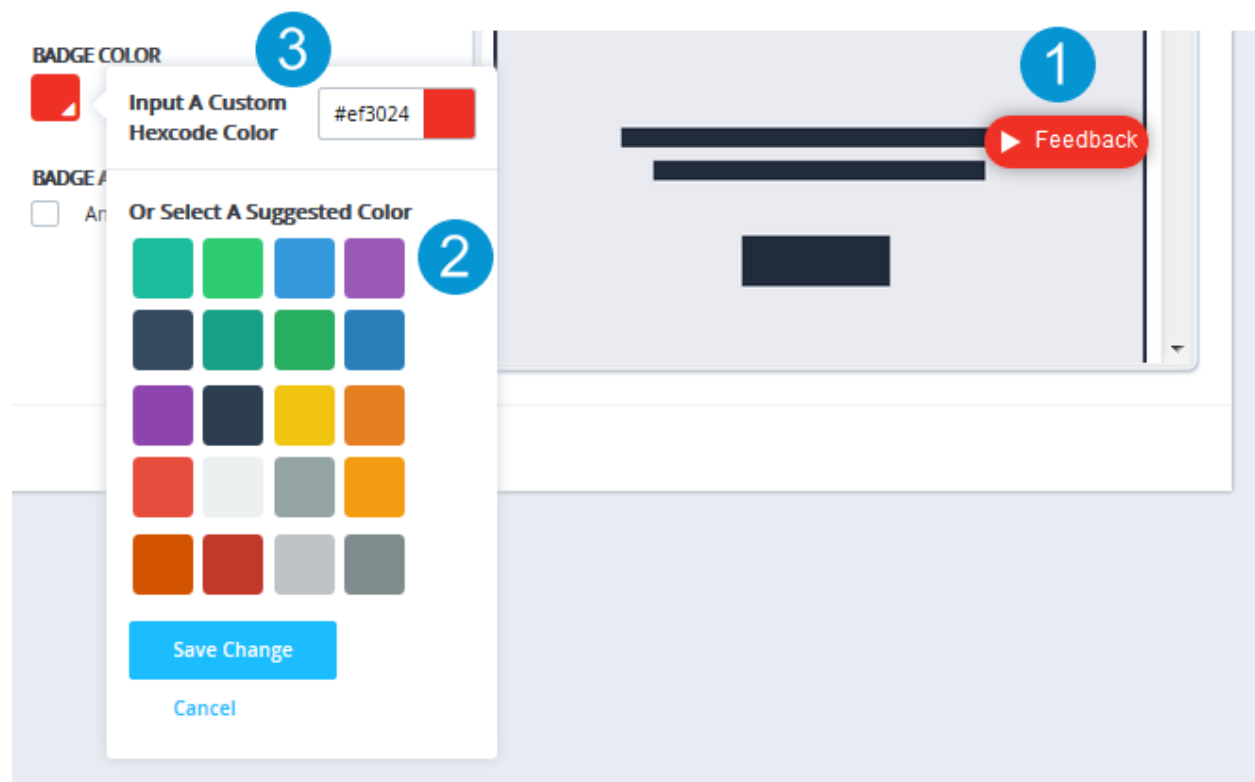 3
1
BADGE COLOR
Input A Custom
Hexcode Color
#ef3024
Feedback
BADGE A
An
Or Select A Suggested Color
2
Save Change
Cancel